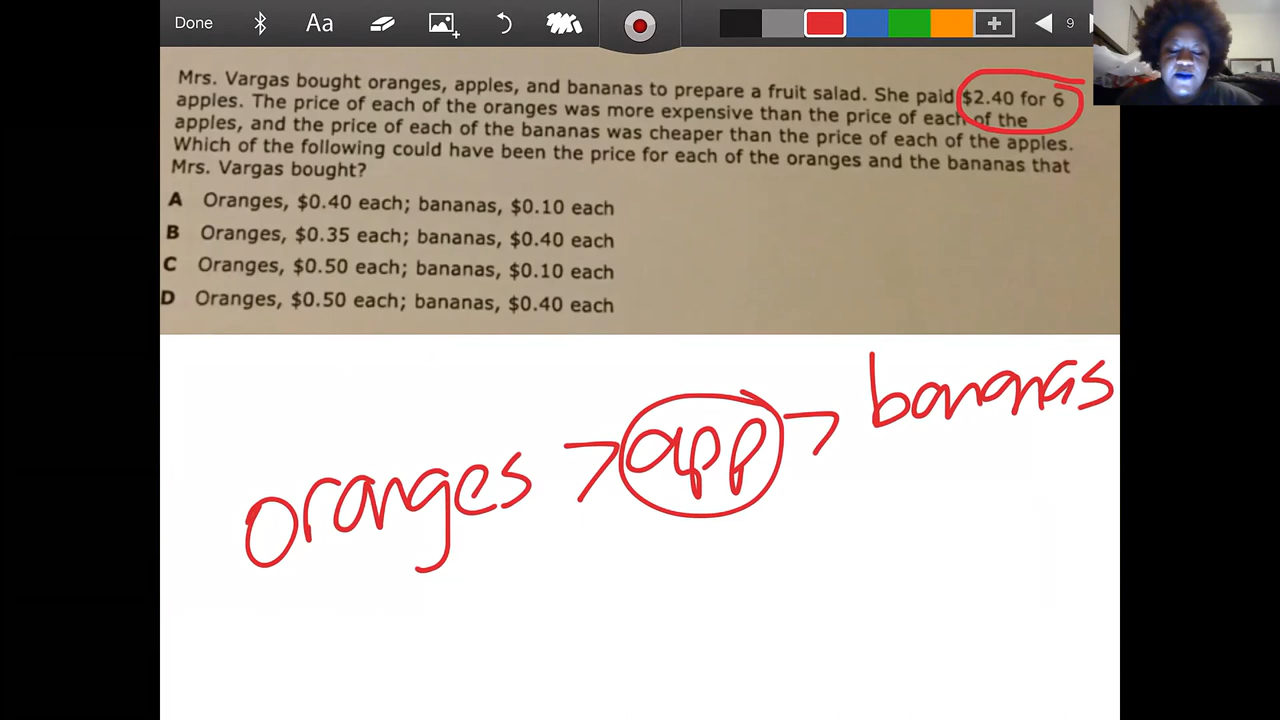 Done Aa 9
Mrs. Vargas bought oranges, apples, and bananas to prepare a fruit salad. She paid $2.40 for 6
apples. The price of each of the oranges was more expensive than the price of each of the
apples, and the price of each of the bananas was cheaper than the price of each of the apples.
Which of the following could have been the price for each of the oranges and the bananas that
Mrs. Vargas bought?
A Oranges, $0.40 each; bananas, $0.10 each
B Oranges, $0.35 each; bananas, $0.40 each
C Oranges, $0.50 each; bananas, $0.10 each
D Oranges, $0.50 each; bananas, $0.40 each
oranges > app > bananas